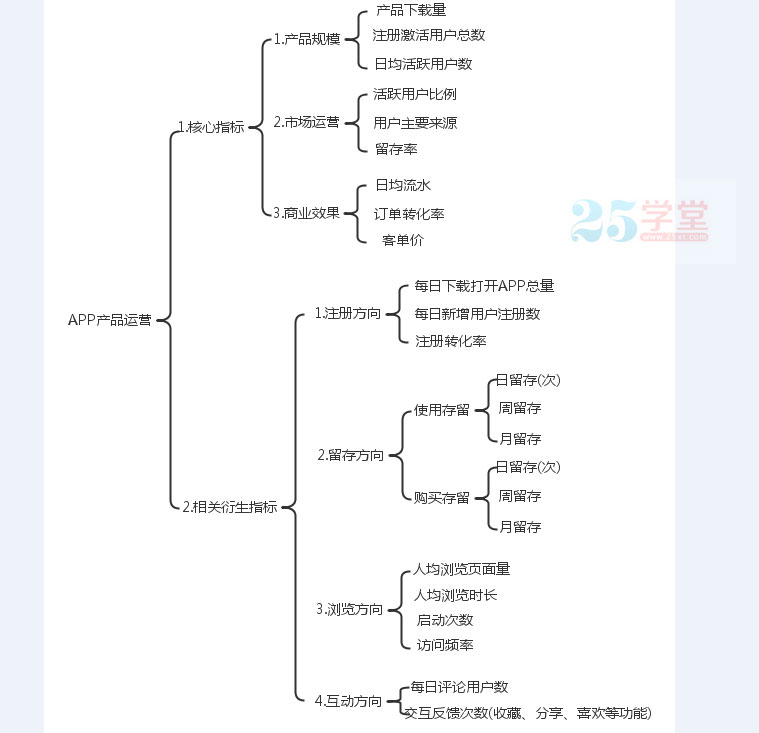 APP产品运营
1.核心指标
1.产品规模
产品下载量
注册激活用户总数
日均活跃用户数
2.市场运营
活跃用户比例
用户主要来源
留存率
3.商业效果
日均流水
订单转化率
客单价
2.相关衍生指标
1.注册方向
每日下载打开APP总量
每日新增用户注册数
注册转化率
2.留存方向
使用存留
日留存(次)
周留存
月留存
购买存留
日留存(次)
周留存
月留存
3.浏览方向
人均浏览页面量
人均浏览时长
启动次数
访问频率
4.互动方向
每日评论用户数
交互反馈次数(收藏、分享、喜欢等功能)
25学堂
www.25xt.com